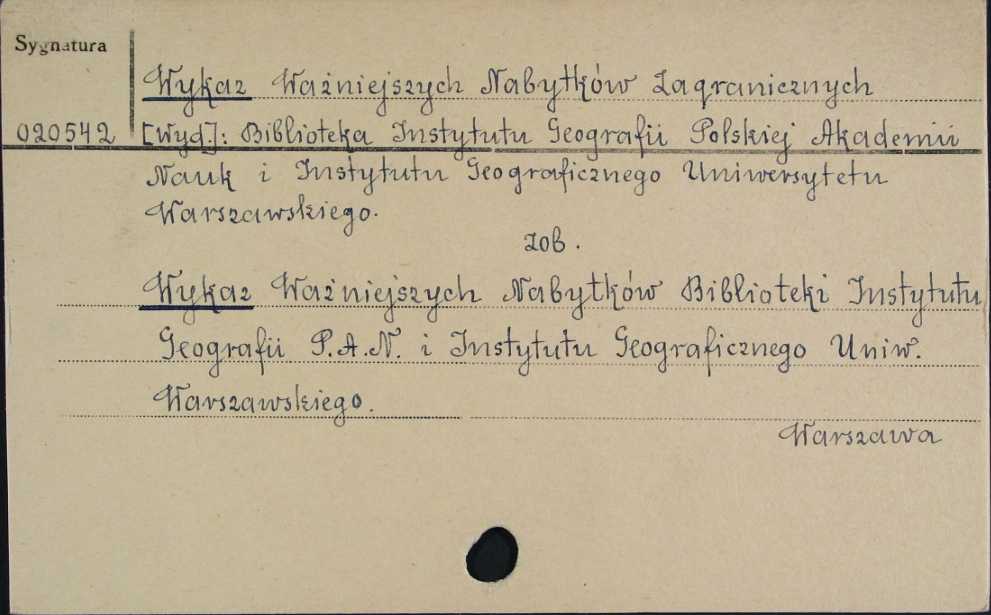 Sygnatura
Wykaz Ważniejszych Nabytków Zagranicznych
020542 [Wyd]: Biblioteka Instytutu Geografii Polskiej Akademii
Nauk i Instytutu Geograficznego Uniwersytetu
Warszawskiego.
zob.
Wykaz Ważniejszych Nabytków Biblioteki Instytutu
Geografii P.A.N. i Instytutu Geograficznego Uniw.
Warszawskiego.
Warszawa